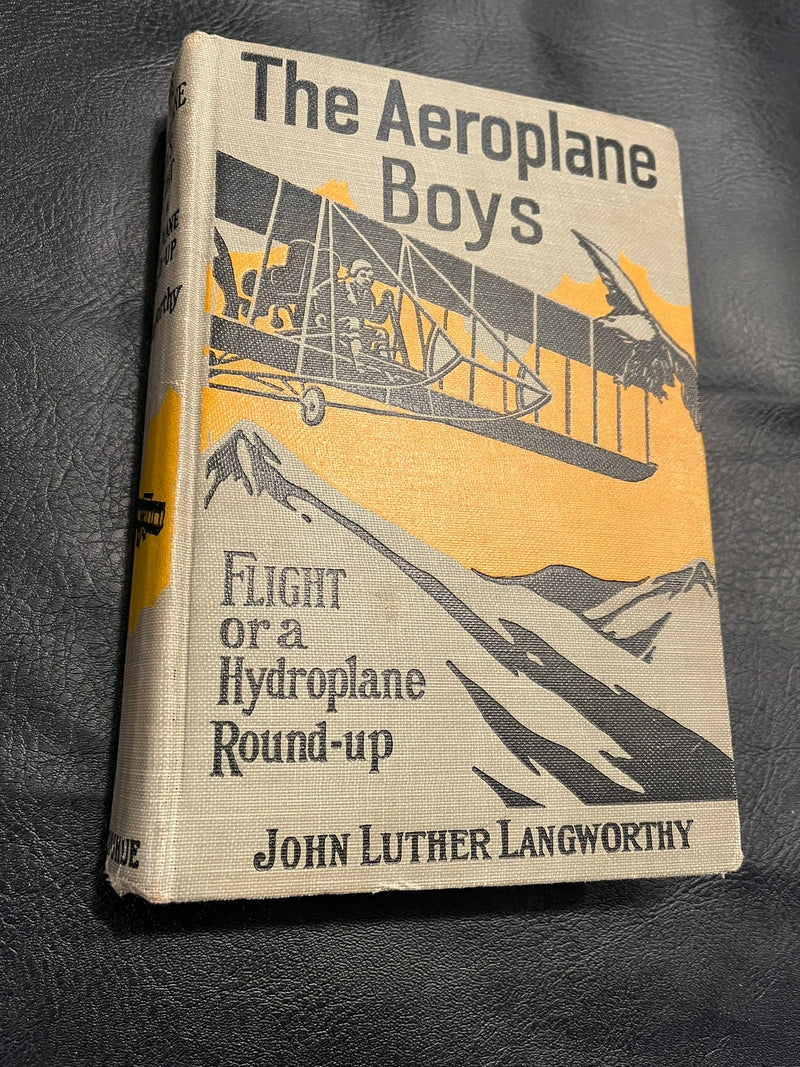 The Aeroplane
Boys
FLIGHT
or a
Hydroplane
Round-up
JOHN LUTHER LANGWORTHY